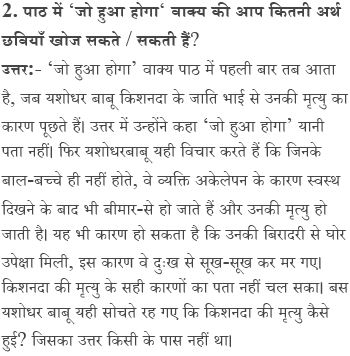 2. पाठ में ‘जो हुआ होगा‘ वाक्य की आप कितनी अर्थ
छवियाँ खोज सकते / सकती हैं?
उत्तर:- ‘जो हुआ होगा’ वाक्य पाठ में पहली बार तब आता
है, जब यशोधर बाबू किशनदा के जाति भाई से उनकी मृत्यु का
कारण पूछते हैं। उत्तर में उन्होंने कहा ‘जो हुआ होगा’ यानी
पता नहीं। फिर यशोधरबाबू यही विचार करते हैं कि जिनके
बाल-बच्चे ही नहीं होते, वे व्यक्ति अकेलेपन के कारण स्वस्थ
दिखने के बाद भी बीमार-से हो जाते हैं और उनकी मृत्यु हो
जाती है। यह भी कारण हो सकता है कि उनकी बिरादरी से घोर
उपेक्षा मिली, इस कारण वे दुःख से सूख-सूख कर मर गए।
किशनदा की मृत्यु के सही कारणों का पता नहीं चल सका। बस
यशोधर बाबू यही सोचते रह गए कि किशनदा की मृत्यु कैसे
हुई? जिसका उत्तर किसी के पास नहीं था।